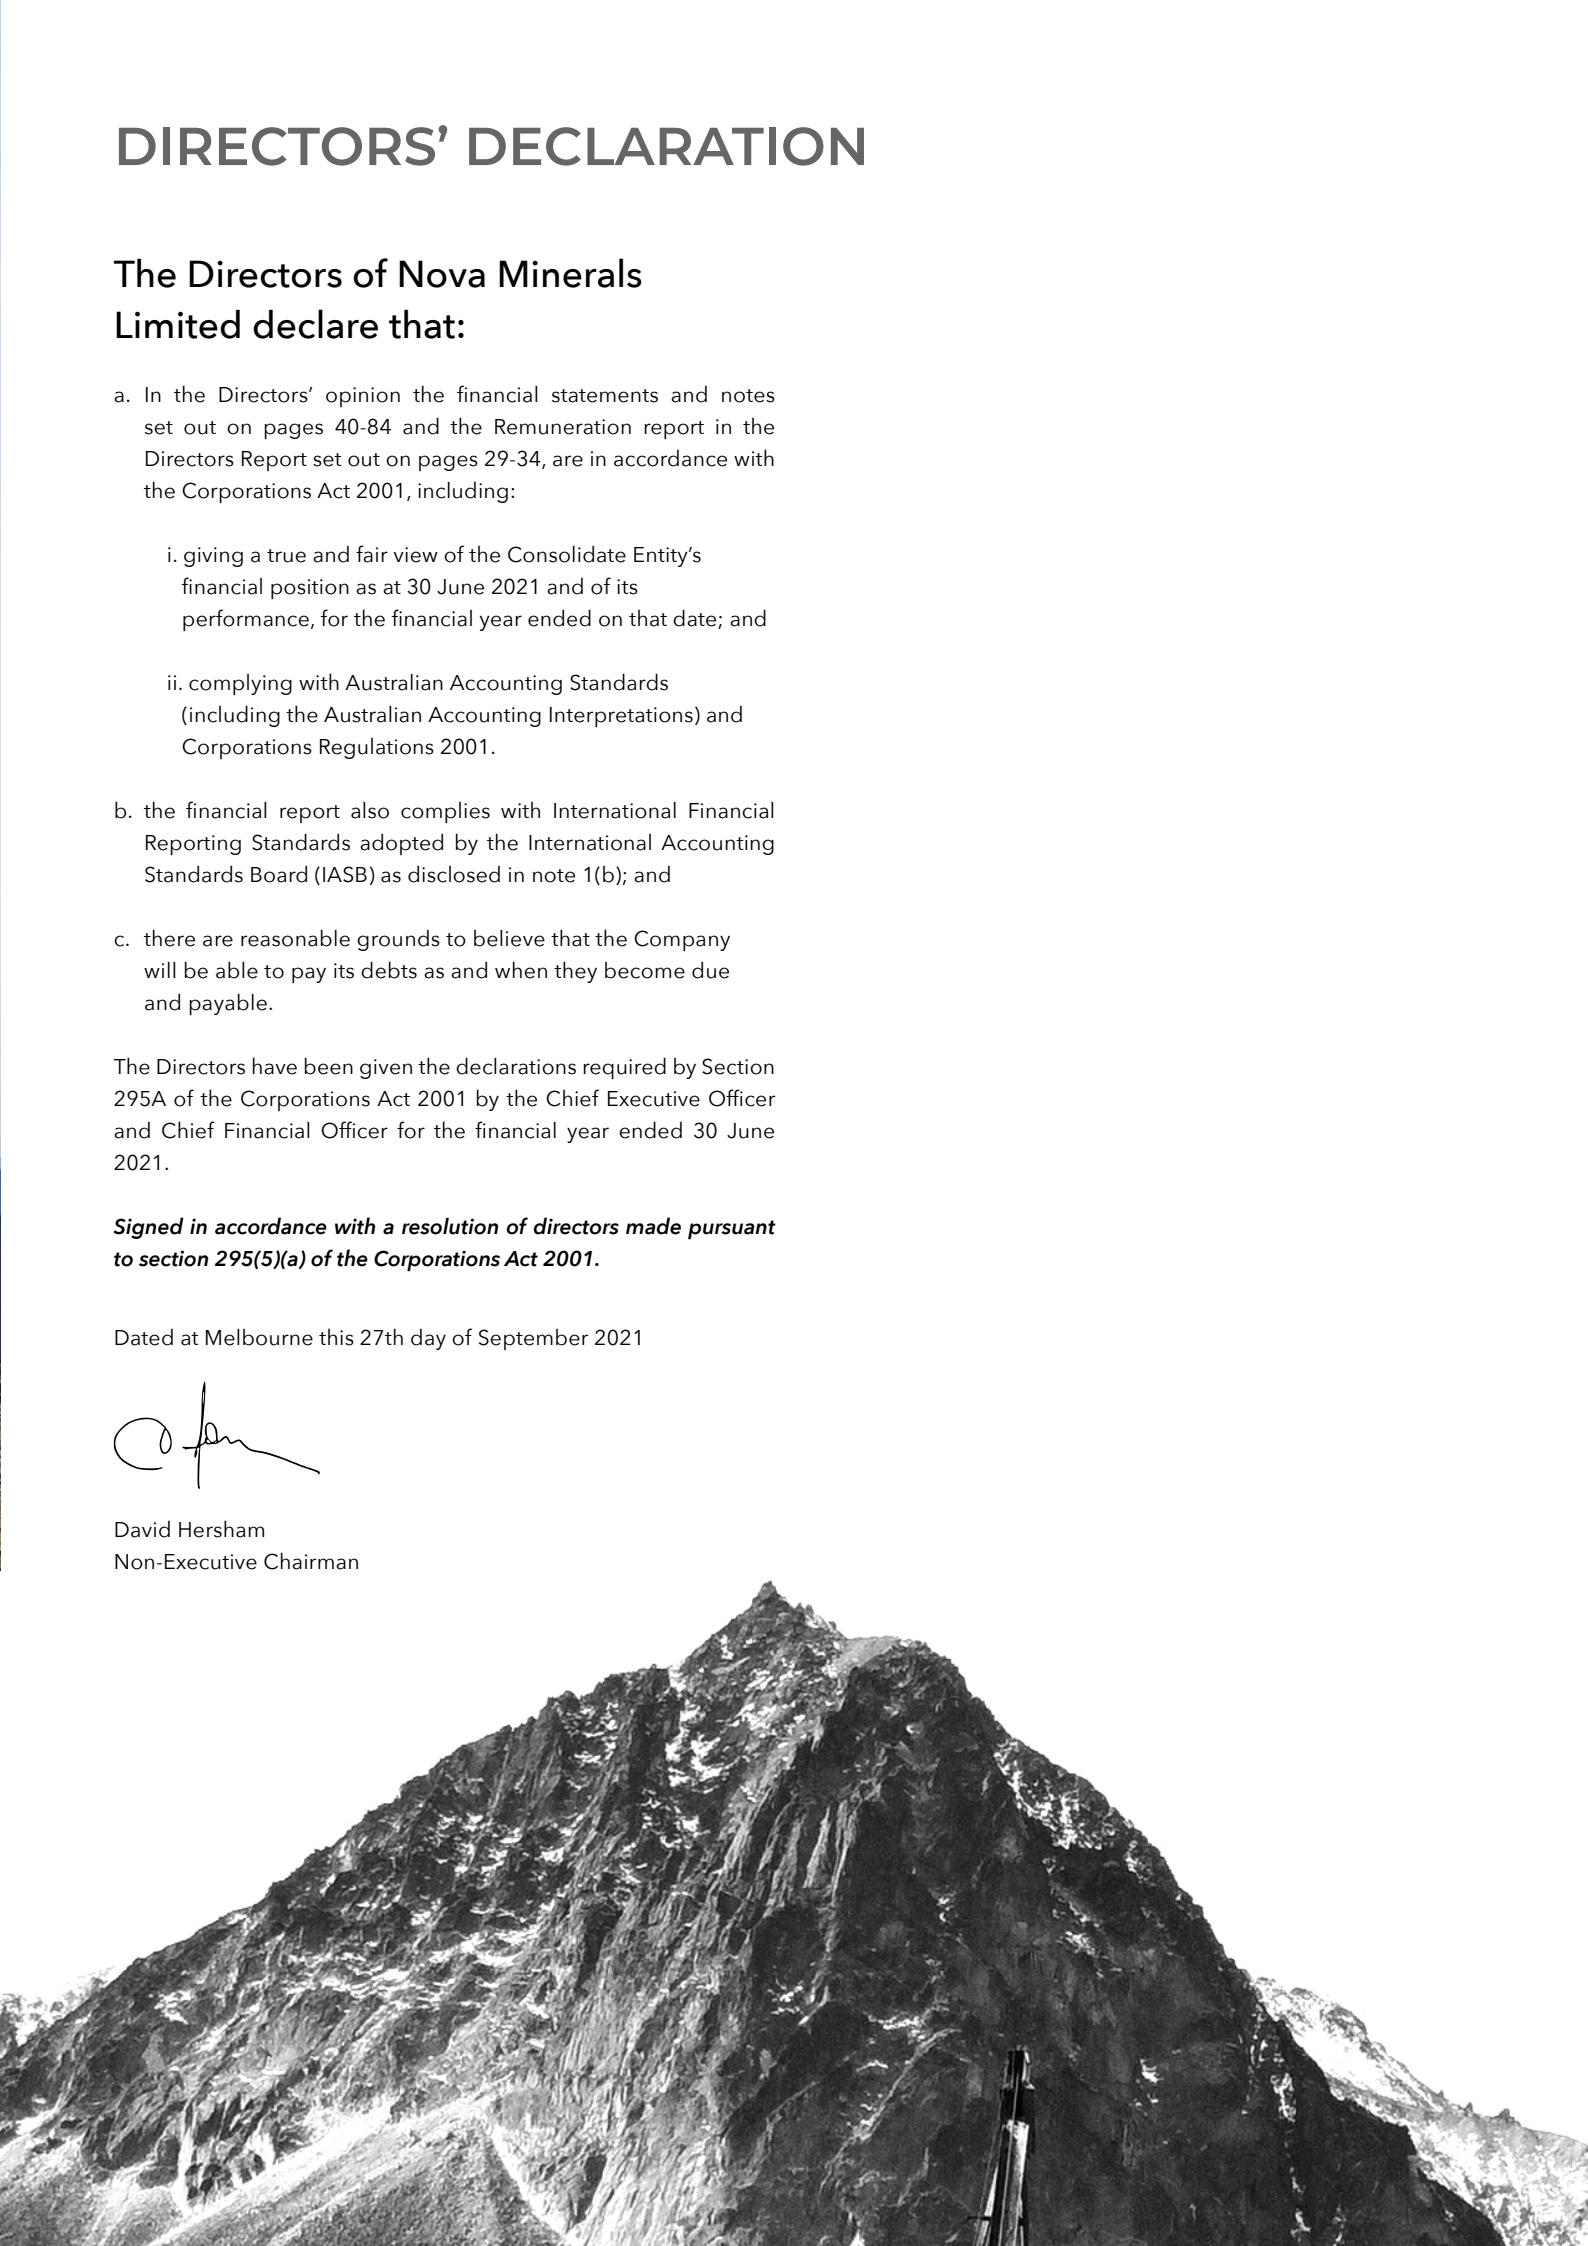 DIRECTORS’ DECLARATION
The Directors of Nova Minerals
Limited declare that:
a. In the Directors’ opinion the financial statements and notes
set out on pages 40-84 and the Remuneration report in the
Directors Report set out on pages 29-34, are in accordance with
the Corporations Act 2001, including:
i. giving a true and fair view of the Consolidate Entity’s
financial position as at 30 June 2021 and of its
performance, for the financial year ended on that date; and
ii. complying with Australian Accounting Standards
(including the Australian Accounting Interpretations) and
Corporations Regulations 2001.
b. the financial report also complies with International Financial
Reporting Standards adopted by the International Accounting
Standards Board (IASB) as disclosed in note 1(b); and
c. there are reasonable grounds to believe that the Company
will be able to pay its debts as and when they become due
and payable.
The Directors have been given the declarations required by Section
295A of the Corporations Act 2001 by the Chief Executive Officer
and Chief Financial Officer for the financial year ended 30 June
2021.
Signed in accordance with a resolution of directors made pursuant
to section 295(5)(a) of the Corporations Act 2001.
Dated at Melbourne this 27th day of September 2021
David Hersham
Non-Executive Chairman